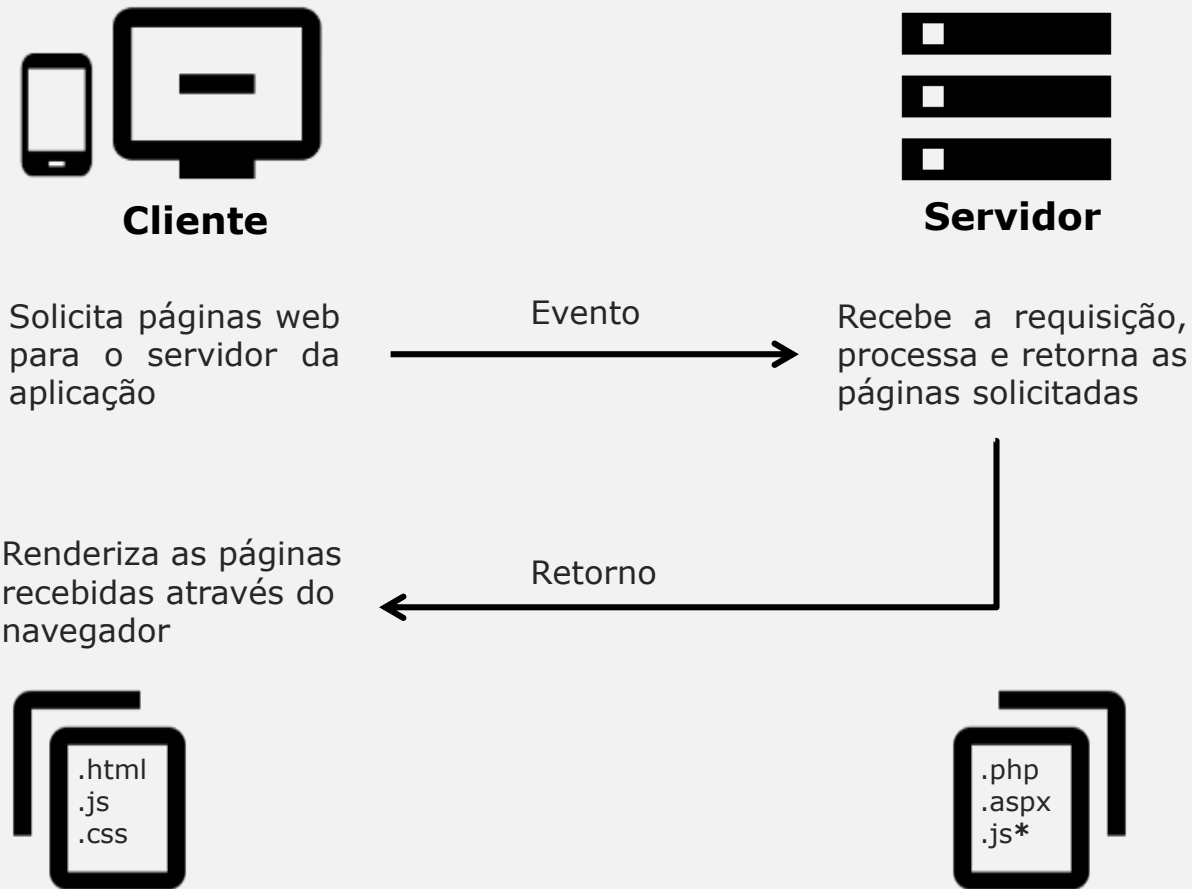 Cliente
Servidor
Solicita páginas web
para o servidor da
aplicação
Evento
Recebe a requisição,
processa e retorna as
páginas solicitadas
Renderiza as páginas
recebidas através do
navegador
Retorno
.html
.js
.css
.php
.aspx
.js*